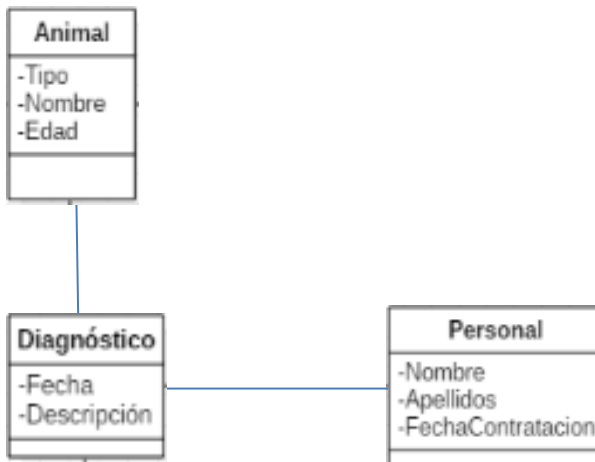 Animal
-Tipo
-Nombre
-Edad
Diagnóstico
-Fecha
-Descripción
Personal
-Nombre
-Apellidos
-FechaContratacion